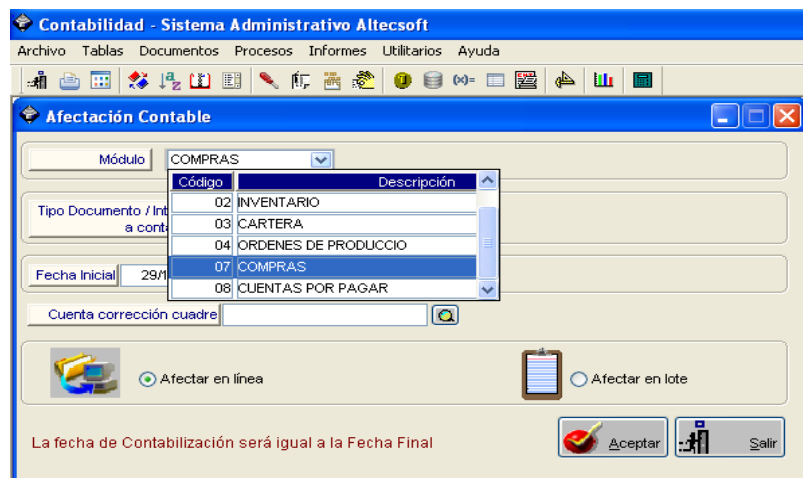 Contabilidad - Sistema Administrativo Altecsoft
Archivo Tablas Documentos Procesos Informes Utilitarios Ayuda
Afectación Contable
Módulo COMPRAS
Código Descripción
02 INVENTARIO
03 CARTERA
04 ORDENES DE PRODUCCIO
07 COMPRAS
08 CUENTAS POR PAGAR
Tipo Documento / Int
a cont
Fecha Inicial 29/1
Cuenta corrección cuadre
Afectar en línea
Afectar en lote
La fecha de Contabilización será igual a la Fecha Final
Aceptar
Salir